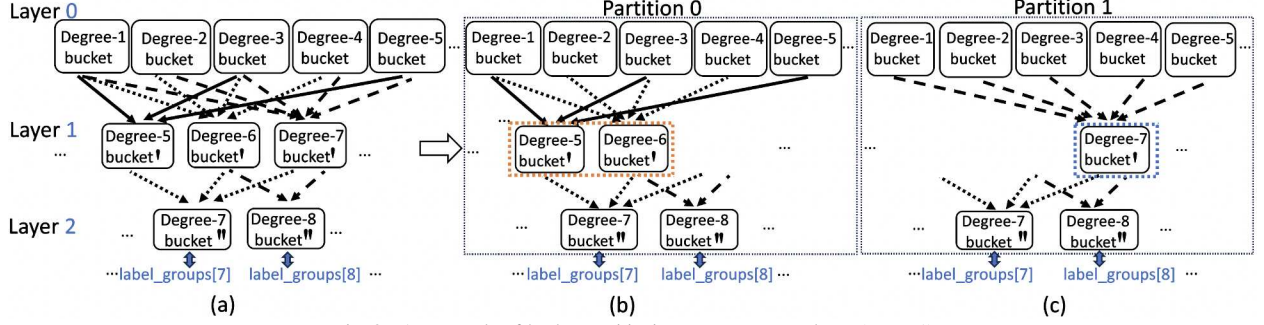 Layer 0
Partition 0
Partition 1
Degree-1 bucket
Degree-2 bucket
Degree-3 bucket
Degree-4 bucket
Degree-5 bucket
...
Degree-1 bucket
Degree-2 bucket
Degree-3 bucket
Degree-4 bucket
Degree-5 bucket
...
Degree-1 bucket
Degree-2 bucket
Degree-3 bucket
Degree-4 bucket
Degree-5 bucket
...
Layer 1
...
Degree-5 bucket'
Degree-6 bucket'
Degree-7 bucket'
...
...
...
Degree-5 bucket'
Degree-6 bucket'
...
...
Degree-7 bucket'
...
Layer 2
...
Degree-7 bucket"
Degree-8 bucket"
...
...
Degree-7 bucket"
Degree-8 bucket"
...
...
Degree-7 bucket"
Degree-8 bucket"
...
...label_groups[7] label_groups[8] ...
...label_groups[7] label_groups[8] ...
...label_groups[7] label_groups[8] ...
(a)
(b)
(c)